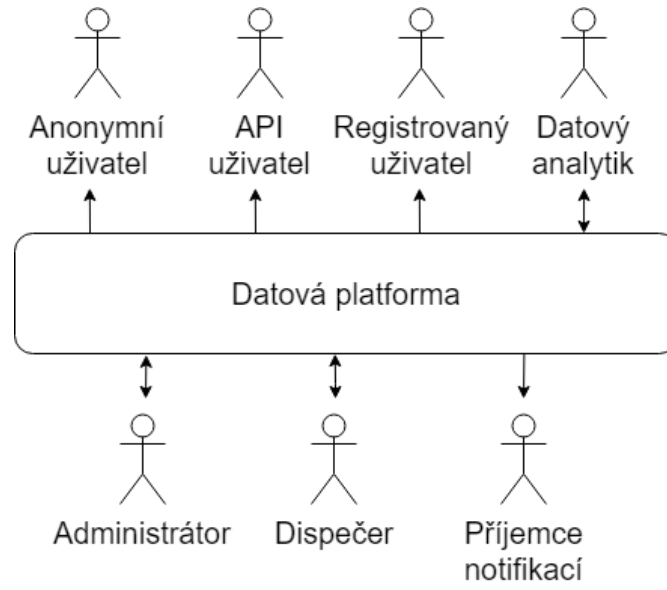 Anonymní
uživatel
API
uživatel
Registrovaný
uživatel
Datový
analytik
Datová platforma
Administrátor
Dispečer
Příjemce
notifikací